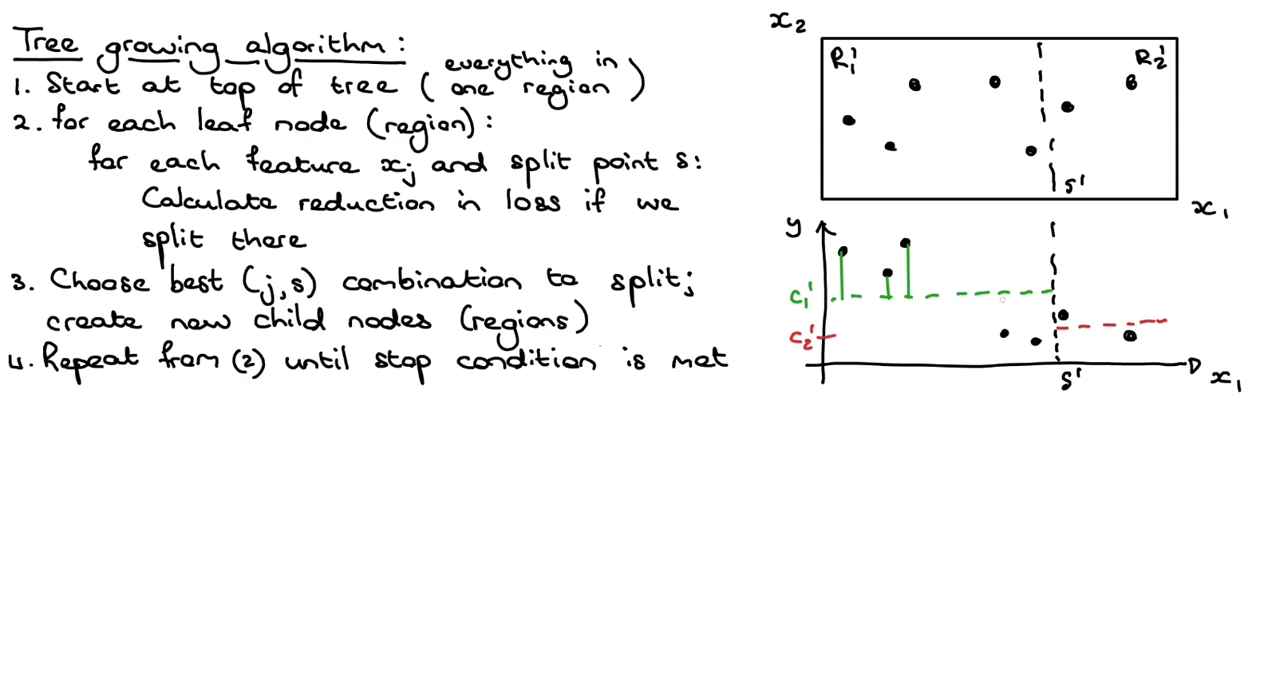 Tree growing algorithm:
1. Start at top of tree (everything in one region)
2. for each leaf node (region):
for each feature xj and split point s:
Calculate reduction in loss if we
split there
3. Choose best (j,s) combination to split;
create new child nodes (regions)
4. Repeat from (2) until stop condition is met
x₂
R₁' R₂'
s'
x₁
y
c₁'
c₂'
s'
x₁